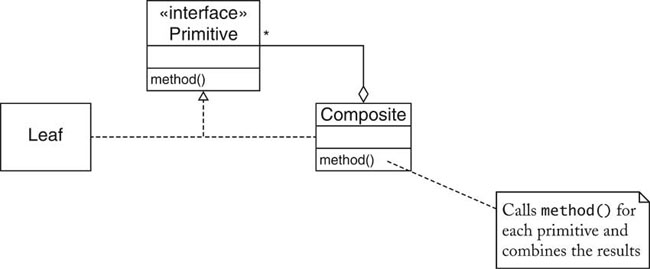 «interface»
Primitive
*
method()
Composite
Leaf
method()
Calls method() for
each primitive and
combines the results